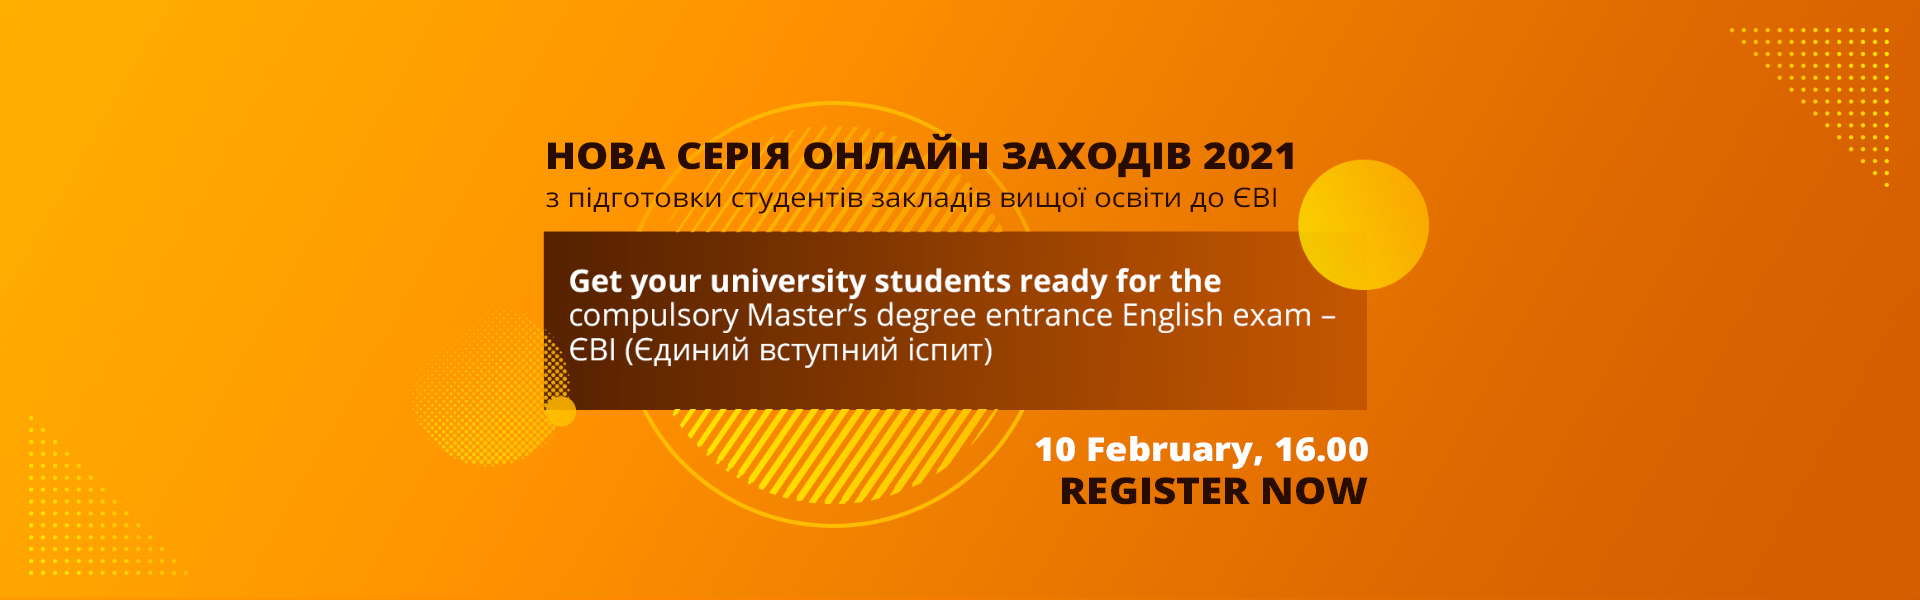 НОВА СЕРІЯ ОНЛАЙН ЗАХОДІВ 2021
з підготовки студентів закладів вищої освіти до ЄВІ
Get your university students ready for the
compulsory Master’s degree entrance English exam –
ЄВІ (Єдиний вступний іспит)
10 February, 16.00
REGISTER NOW